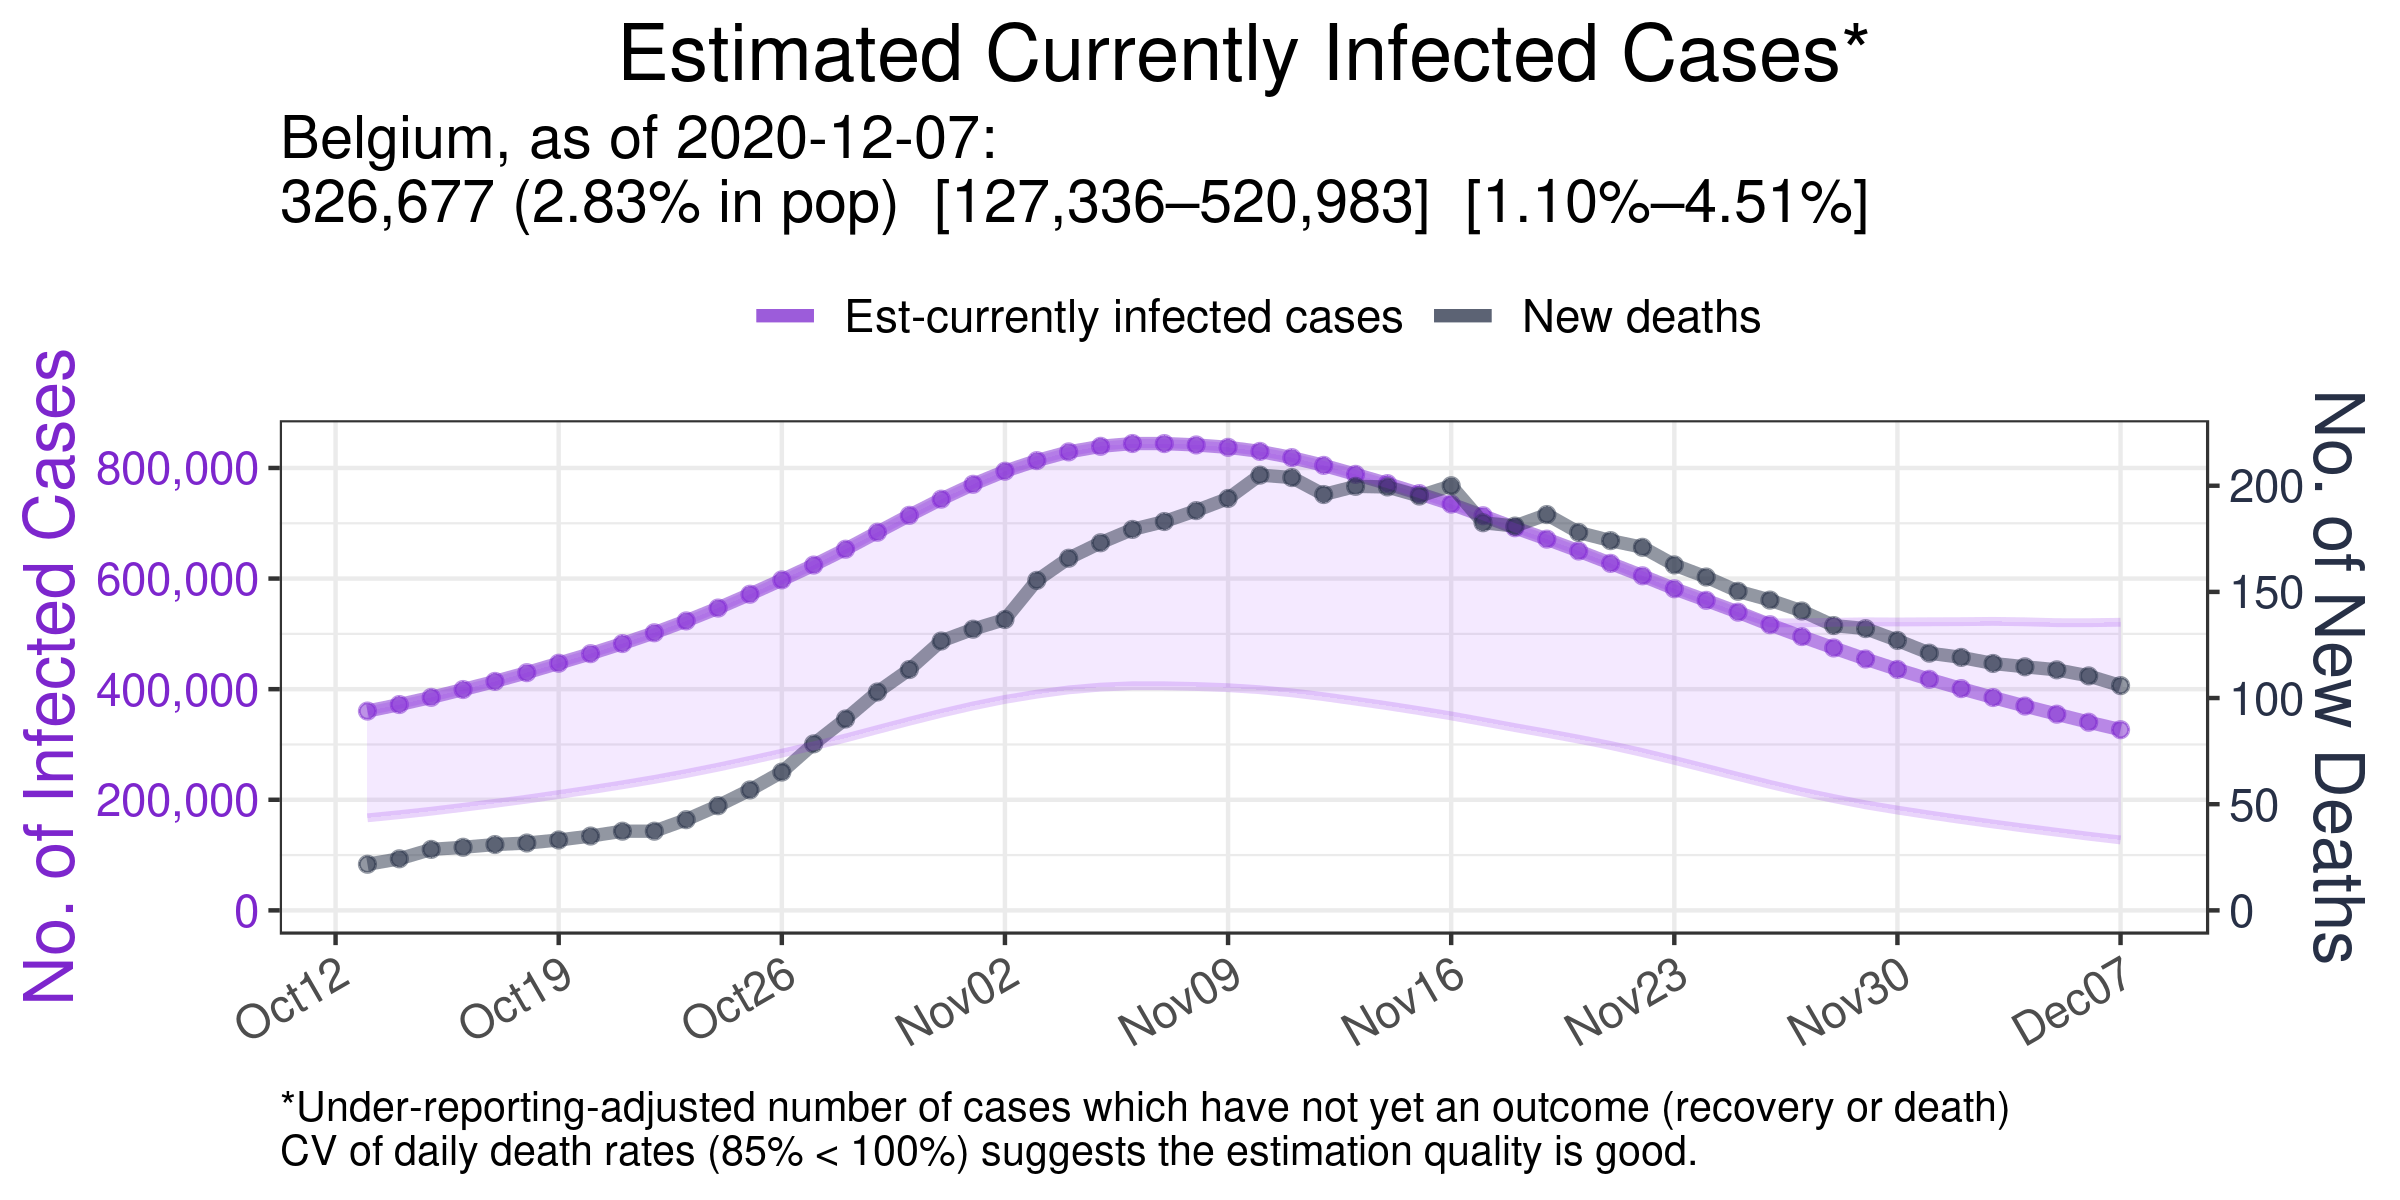 Estimated Currently Infected Cases*
Belgium, as of 2020-12-07:
326,677 (2.83% in pop)  [127,336–520,983]  [1.10%–4.51%]
Est-currently infected cases
New deaths
No. of Infected Cases
800,000
600,000
400,000
200,000
0
No. of New Deaths
200
150
100
50
0
Oct12
Oct19
Oct26
Nov02
Nov09
Nov16
Nov23
Nov30
Dec07
*Under-reporting-adjusted number of cases which have not yet an outcome (recovery or death)
CV of daily death rates (85% < 100%) suggests the estimation quality is good.